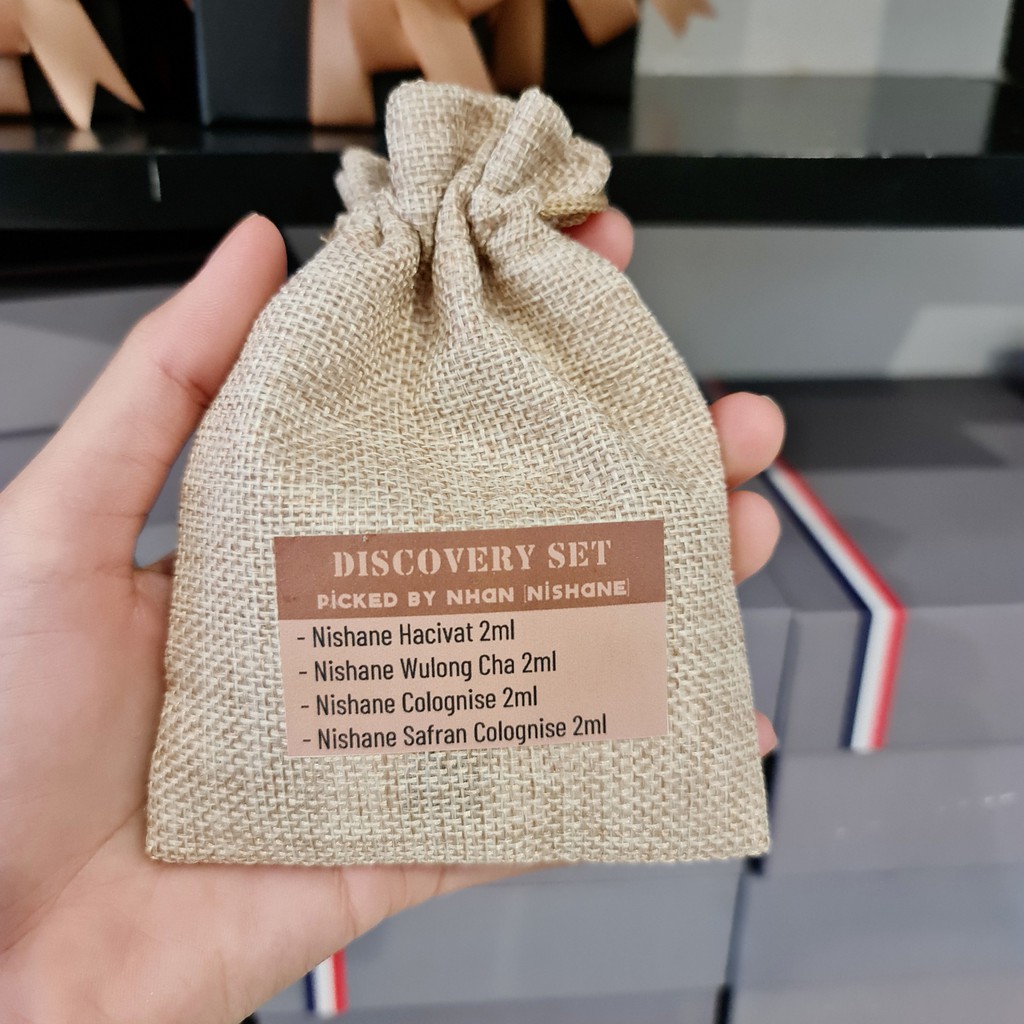 DISCOVERY SET
PICKED BY NHAN (NISHANE)
- Nishane Hacivat 2ml
- Nishane Wulong Cha 2ml
- Nishane Colognise 2ml
- Nishane Safran Colognise 2ml